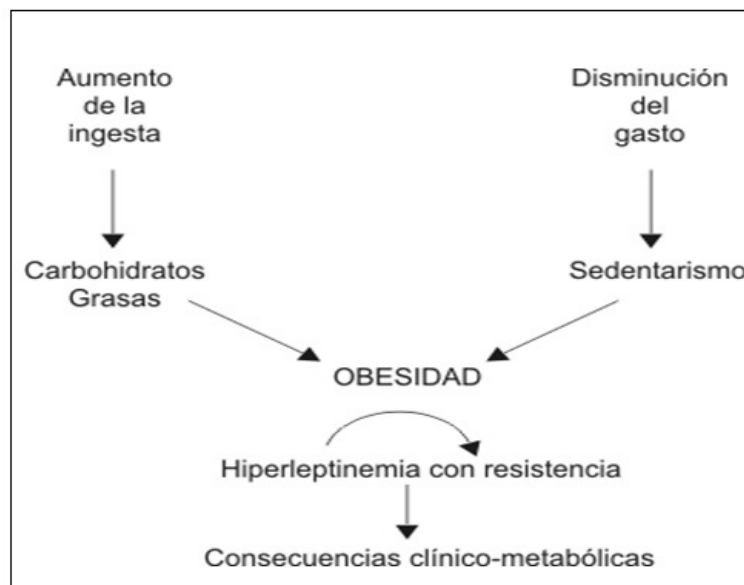 Aumento
de la
ingesta
Disminución
del
gasto
Carbohidratos
Grasas
Sedentarismo
OBESIDAD
Hiperleptinemia con resistencia
Consecuencias clínico-metabólicas